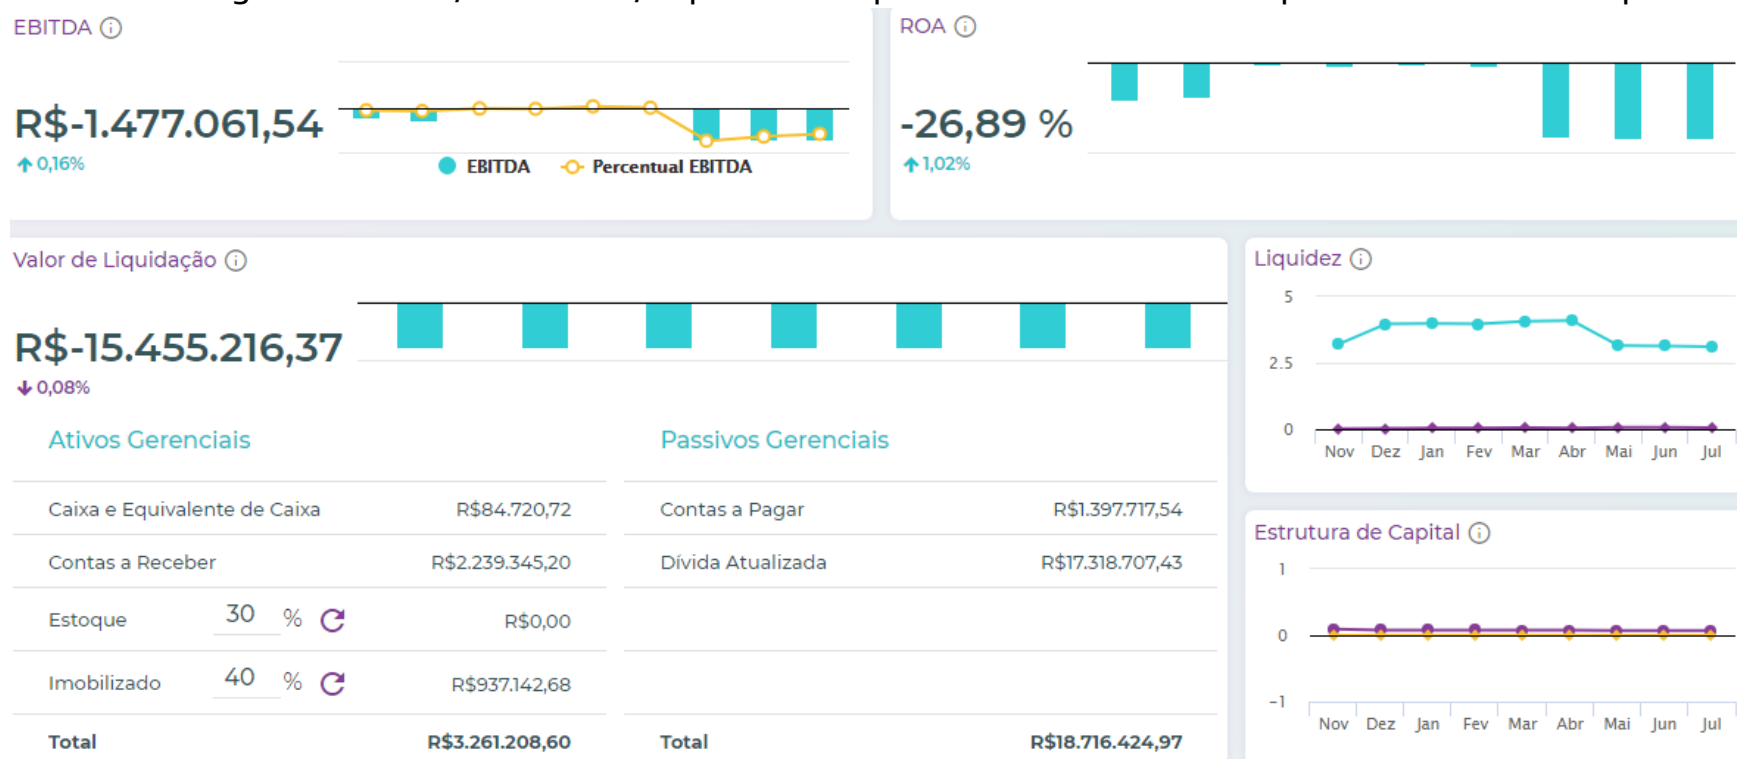 EBITDA
R$-1.477.061,54
0,16%
EBITDA Percentual EBITDA
ROA
-26,89 %
1,02%
Valor de Liquidação
R$-15.455.216,37
0,08%
Ativos Gerenciais
Caixa e Equivalente de Caixa R$84.720,72
Contas a Receber R$2.239.345,20
Estoque 30 % R$0,00
Imobilizado 40 % R$937.142,68
Total R$3.261.208,60
Passivos Gerenciais
Contas a Pagar R$1.397.717,54
Dívida Atualizada R$17.318.707,43
Total R$18.716.424,97
Liquidez
5
2.5
0
Nov Dez Jan Fev Mar Abr Mai Jun Jul
Estrutura de Capital
1
0
-1
Nov Dez Jan Fev Mar Abr Mai Jun Jul